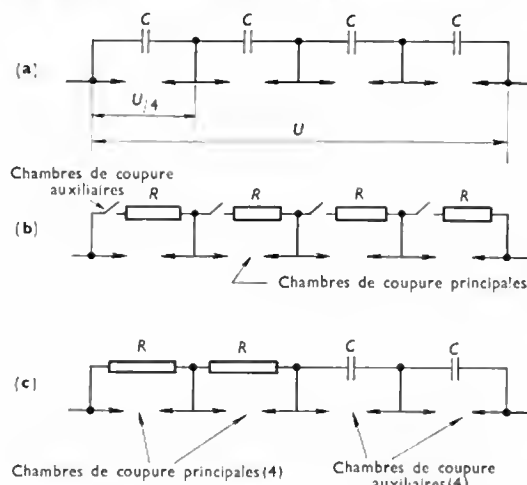 C C C C
(a)
U/4
U
Chambres de coupure
auxiliaires
R R R R
(b)
Chambres de coupure principales
R R C C
(c)
Chambres de coupure principales(4)
Chambres de coupure
auxiliaires(4)